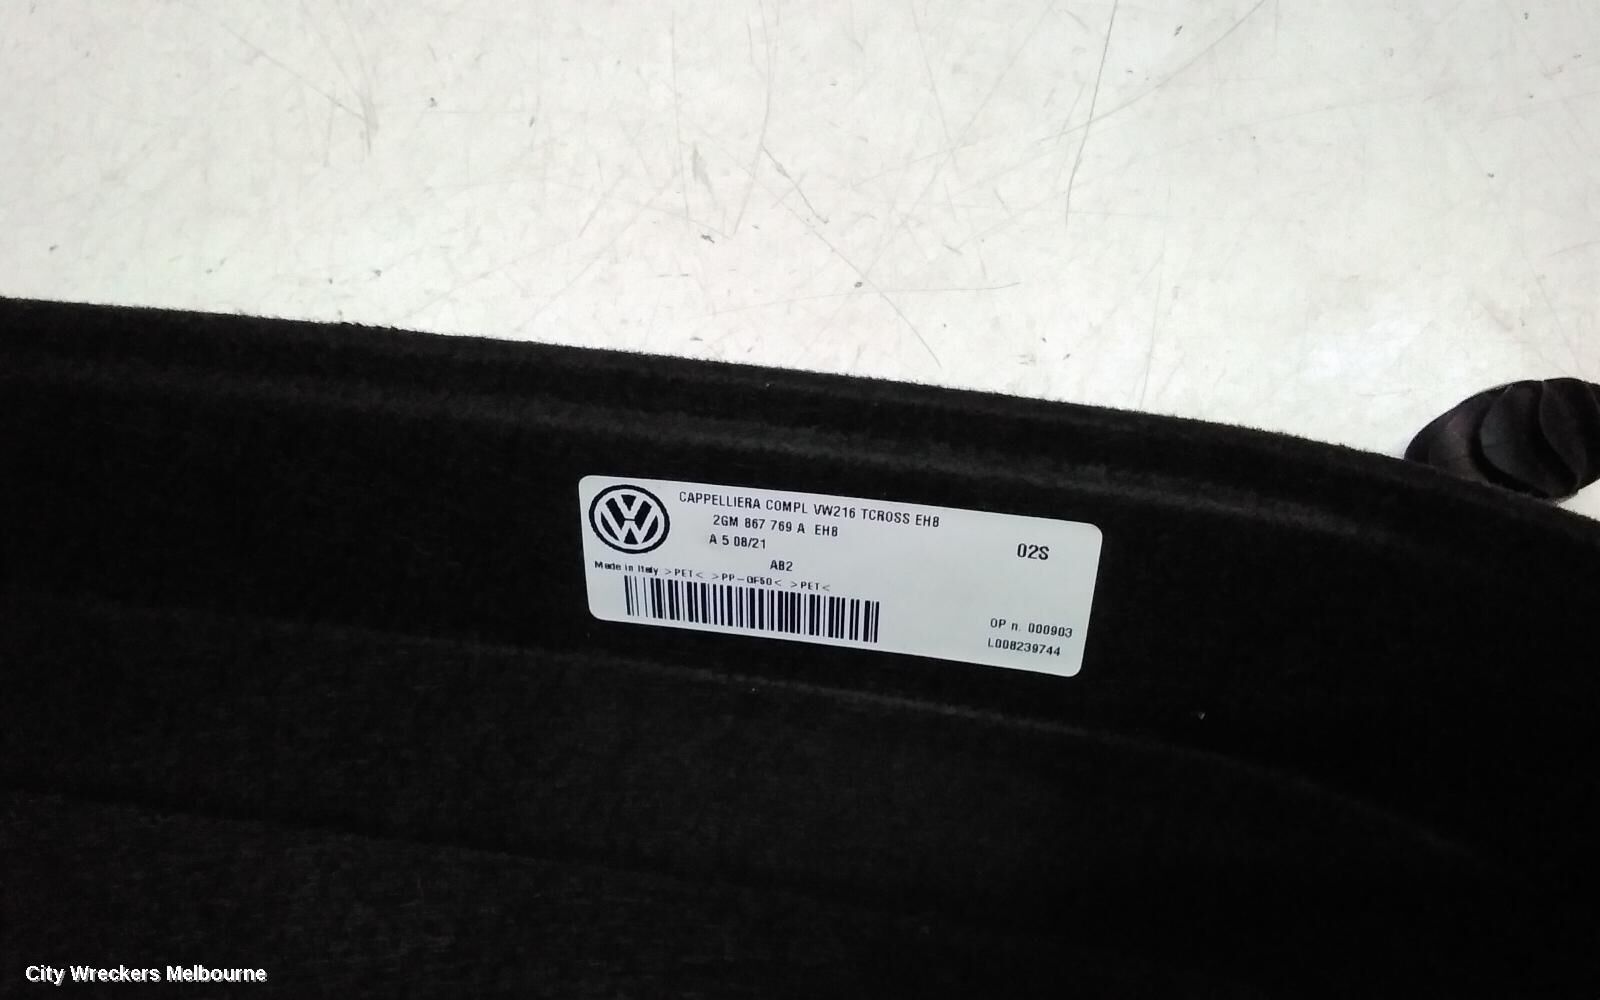 CAPPELLIERA COMPL VW216 TCROSS EH8
2GM 867 769 A EH8
A 5 08/21
02S
AB2
Made in Italy >PET< >PP-GF50< >PET<
OP n. 000903
L008239744
City Wreckers Melbourne